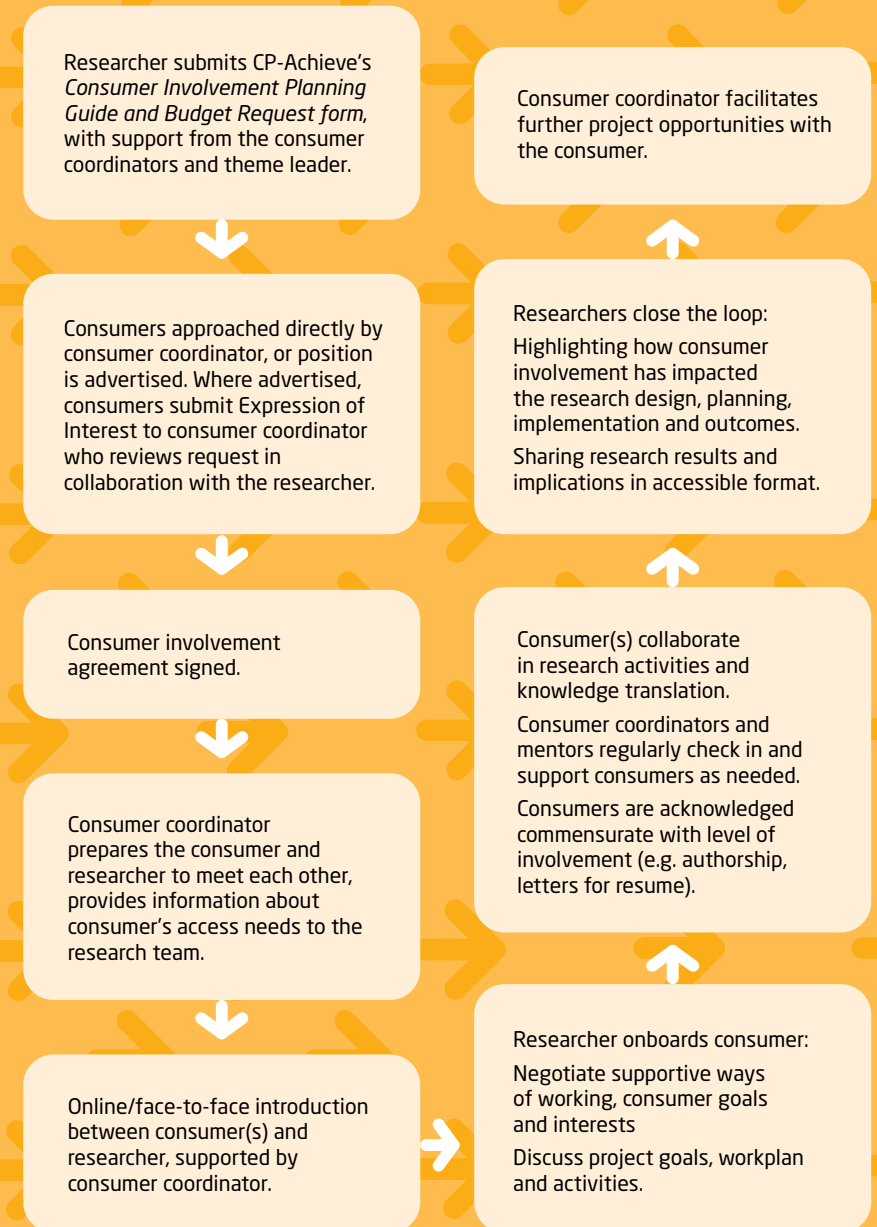 Researcher submits CP-Achieve's
Consumer Involvement Planning
Guide and Budget Request form,
with support from the consumer
coordinators and theme leader.
Consumers approached directly by
consumer coordinator, or position
is advertised. Where advertised,
consumers submit Expression of
Interest to consumer coordinator
who reviews request in
collaboration with the researcher.
Consumer involvement
agreement signed.
Consumer coordinator
prepares the consumer and
researcher to meet each other,
provides information about
consumer's access needs to the
research team.
Online/face-to-face introduction
between consumer(s) and
researcher, supported by
consumer coordinator.
Researcher onboards consumer:
Negotiate supportive ways
of working, consumer goals
and interests
Discuss project goals, workplan
and activities.
Consumer(s) collaborate
in research activities and
knowledge translation.
Consumer coordinators and
mentors regularly check in and
support consumers as needed.
Consumers are acknowledged
commensurate with level of
involvement (e.g. authorship,
letters for resume).
Researchers close the loop:
Highlighting how consumer
involvement has impacted
the research design, planning,
implementation and outcomes.
Sharing research results and
implications in accessible format.
Consumer coordinator facilitates
further project opportunities with
the consumer.